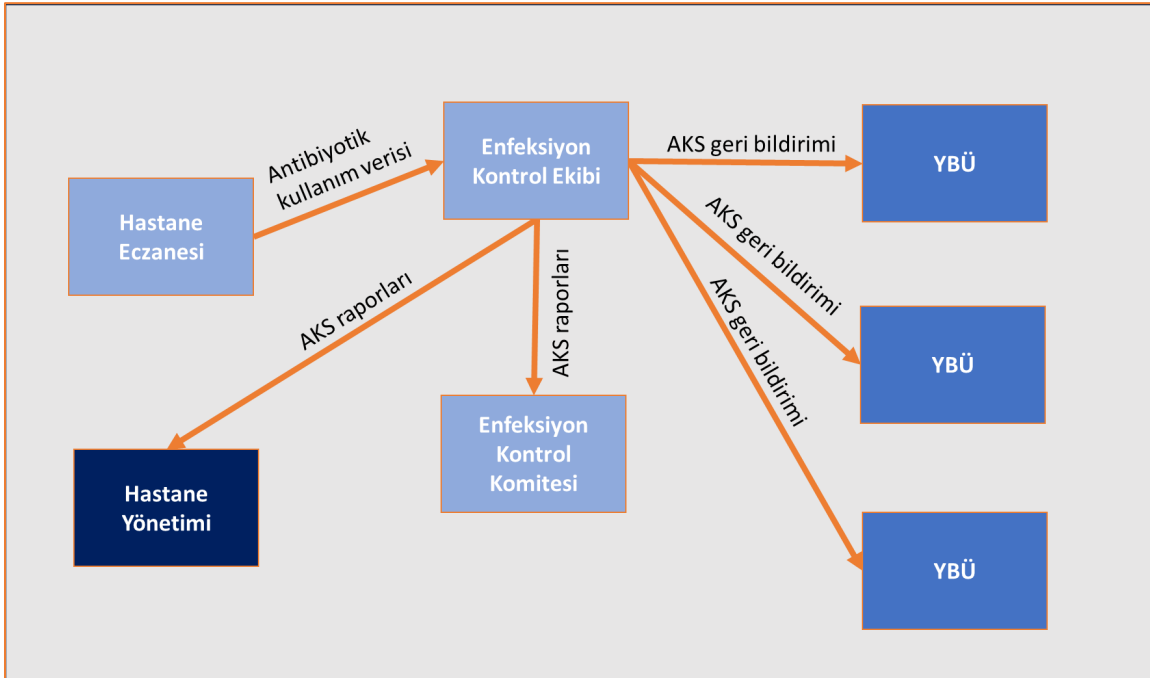 Antibiyotik
kullanım verisi
Enfeksiyon
Kontrol Ekibi
AKS geri bildirimi
YBÜ
Hastane
Eczanesi
AKS geri bildirimi
AKS raporları
AKS raporları
AKS geri bildirimi
YBÜ
Enfeksiyon
Kontrol
Komitesi
Hastane
Yönetimi
YBÜ